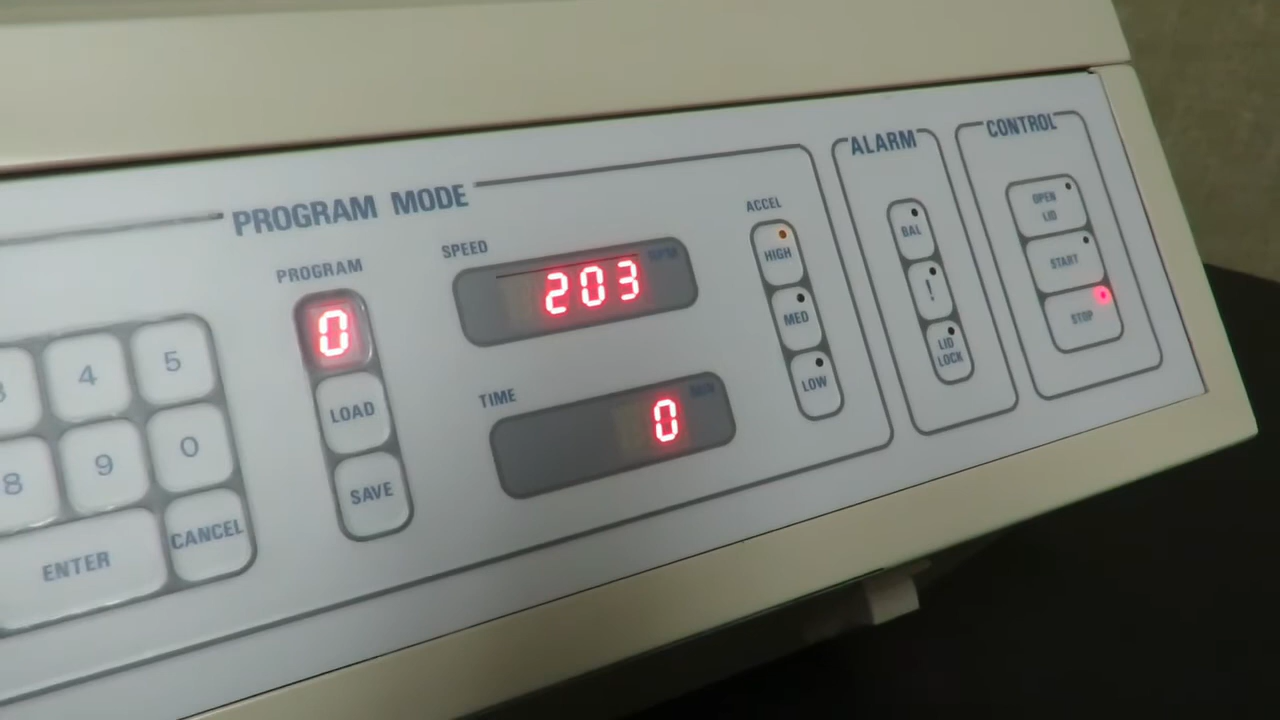 PROGRAM MODE
PROGRAM
0
LOAD
SAVE
SPEED
203
RPM
TIME
0
MIN
ACCEL
HIGH
MED
LOW
ALARM
BAL
!
LID
LOCK
CONTROL
OPEN
LID
START
STOP
3
4
5
8
9
0
ENTER
CANCEL